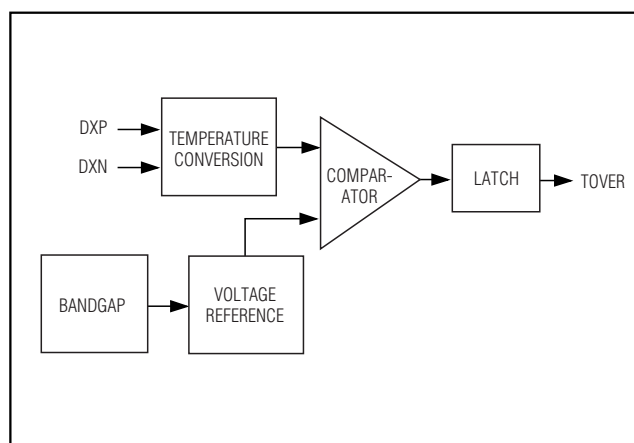 DXP
DXN
TEMPERATURE
CONVERSION
COMPAR-
ATOR
LATCH
TOVER
BANDGAP
VOLTAGE
REFERENCE